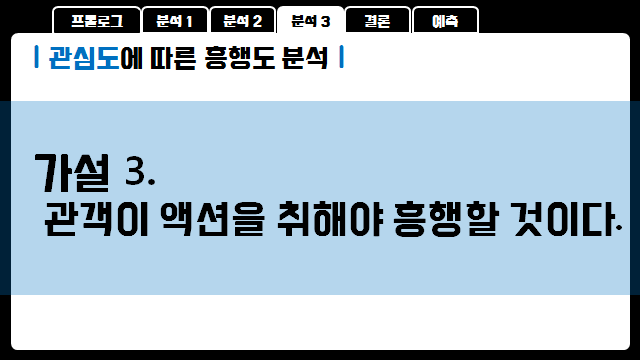 프롤로그 분석 1 분석 2 분석 3 결론 예측
| 관심도에 따른 흥행도 분석 |
가설 3.
관객이 액션을 취해야 흥행할 것이다.